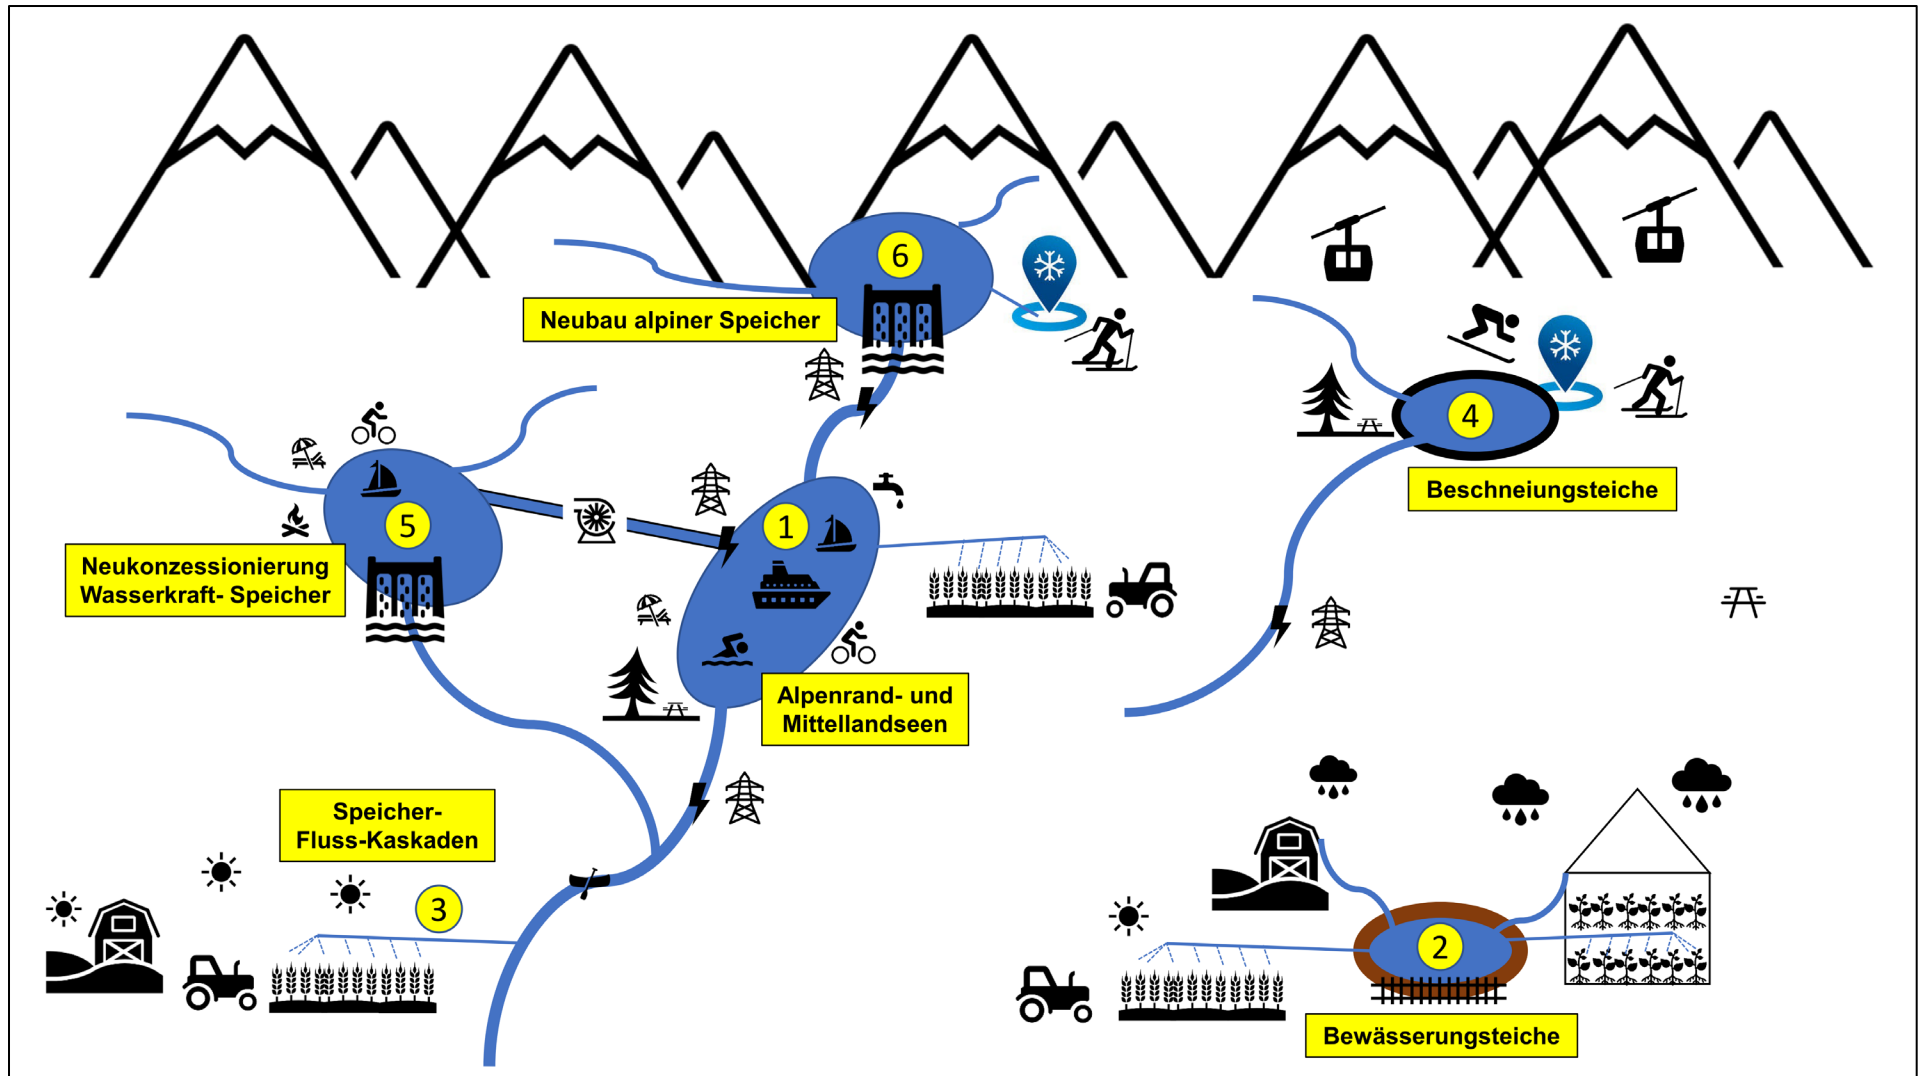 6
Neubau alpiner Speicher
4
Beschneiungsteiche
5
Neukonzessionierung
Wasserkraft- Speicher
1
Alpenrand- und
Mittellandseen
Speicher-
Fluss-Kaskaden
3
2
Bewässerungsteiche